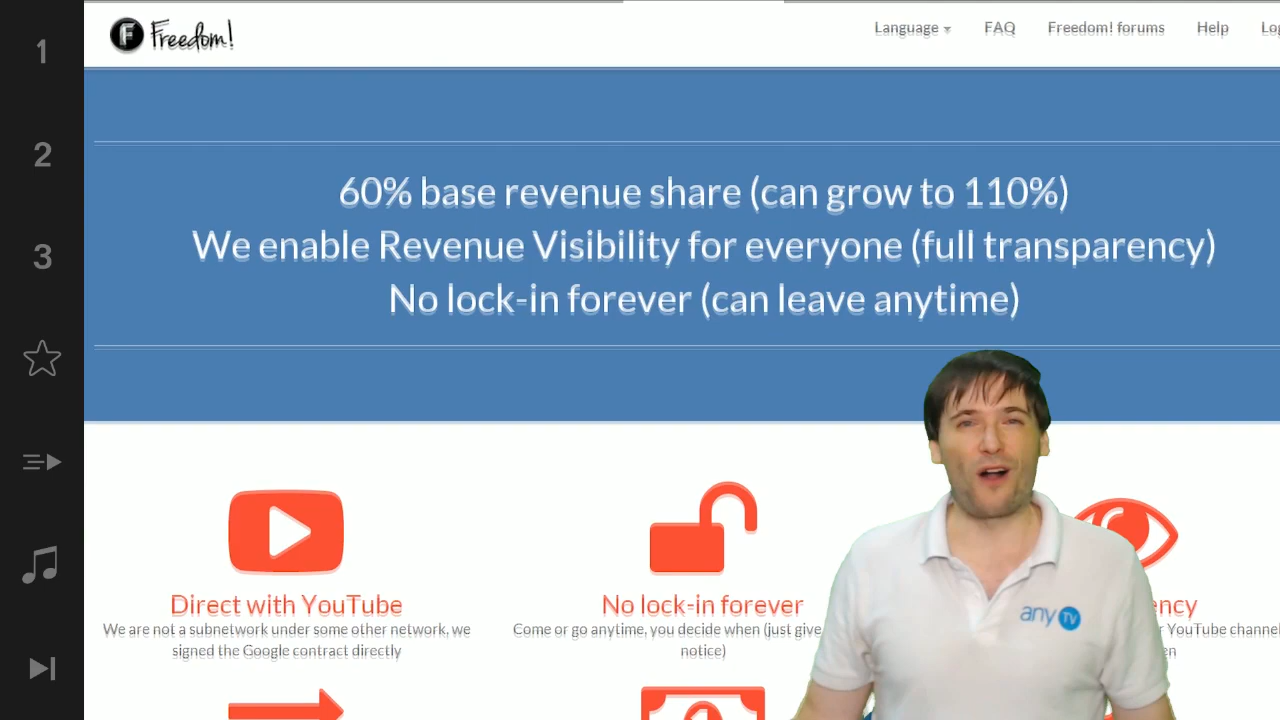 1
2
3
F Freedom!
Language FAQ Freedom! forums Help
60% base revenue share (can grow to 110%)
We enable Revenue Visibility for everyone (full transparency)
No lock-in forever (can leave anytime)
Direct with YouTube
We are not a subnetwork under some other network, we
signed the Google contract directly
No lock-in forever
Come or go anytime, you decide when (just give
notice)
YouTube channel
any TV